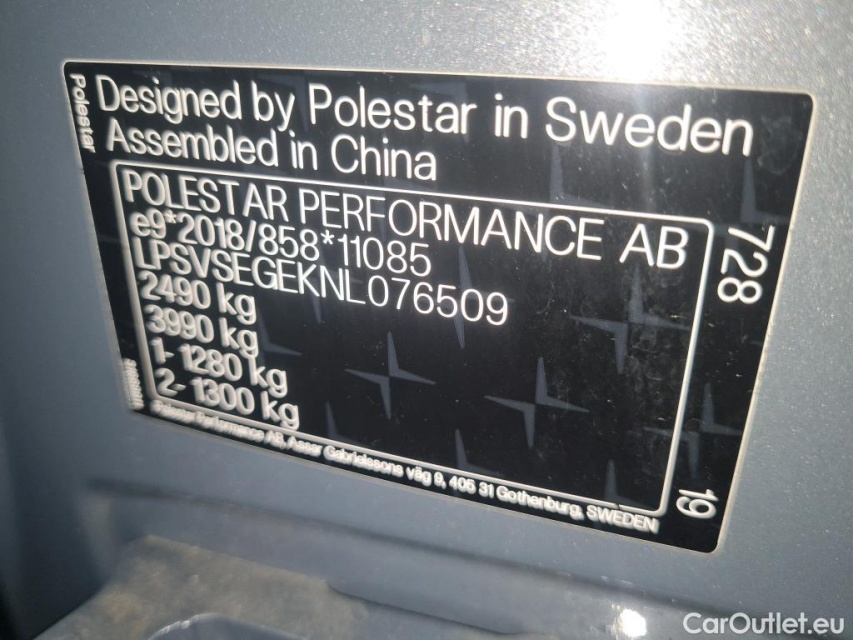 Polestar
Designed by Polestar in Sweden
Assembled in China
POLESTAR PERFORMANCE AB
e9*2018/858*11085
LPSVSEGEKNL076509
2490 kg
3990 kg
1- 1280 kg
2- 1300 kg
728
19
Polestar Performance AB, Assar Gabrielssons väg 9, 405 31 Gothenburg, SWEDEN
CarOutlet.eu